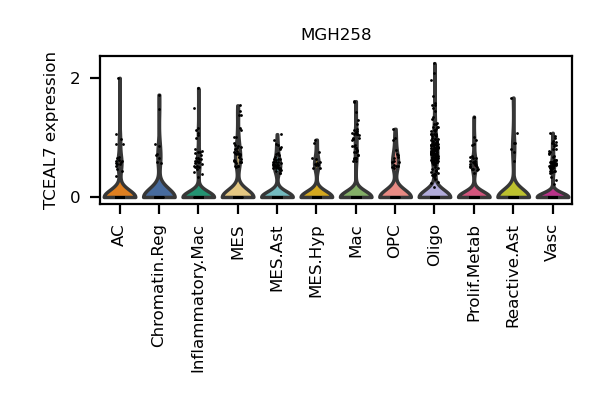 MGH258
TCEAL7 expression
2
0
AC
Chromatin.Reg
Inflammatory.Mac
MES
MES.Ast
MES.Hyp
Mac
OPC
Oligo
Prolif.Metab
Reactive.Ast
Vasc